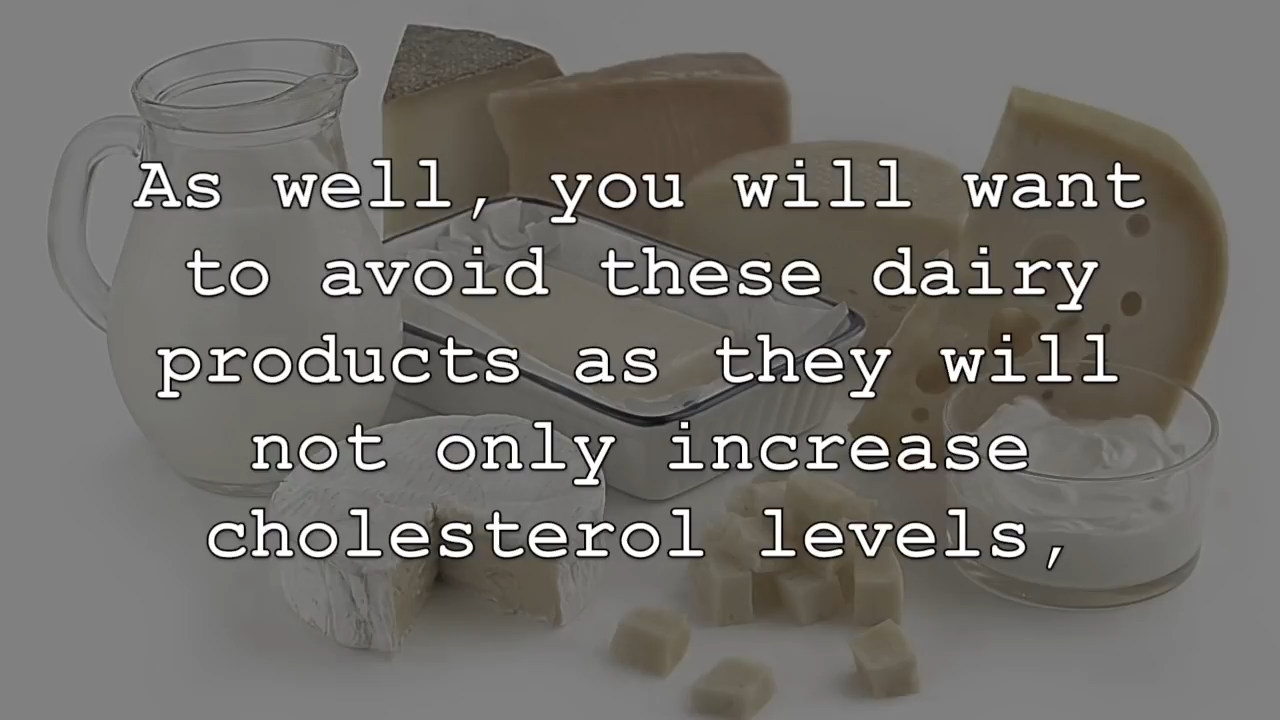 As well, you will want
to avoid these dairy
products as they will
not only increase
cholesterol levels,